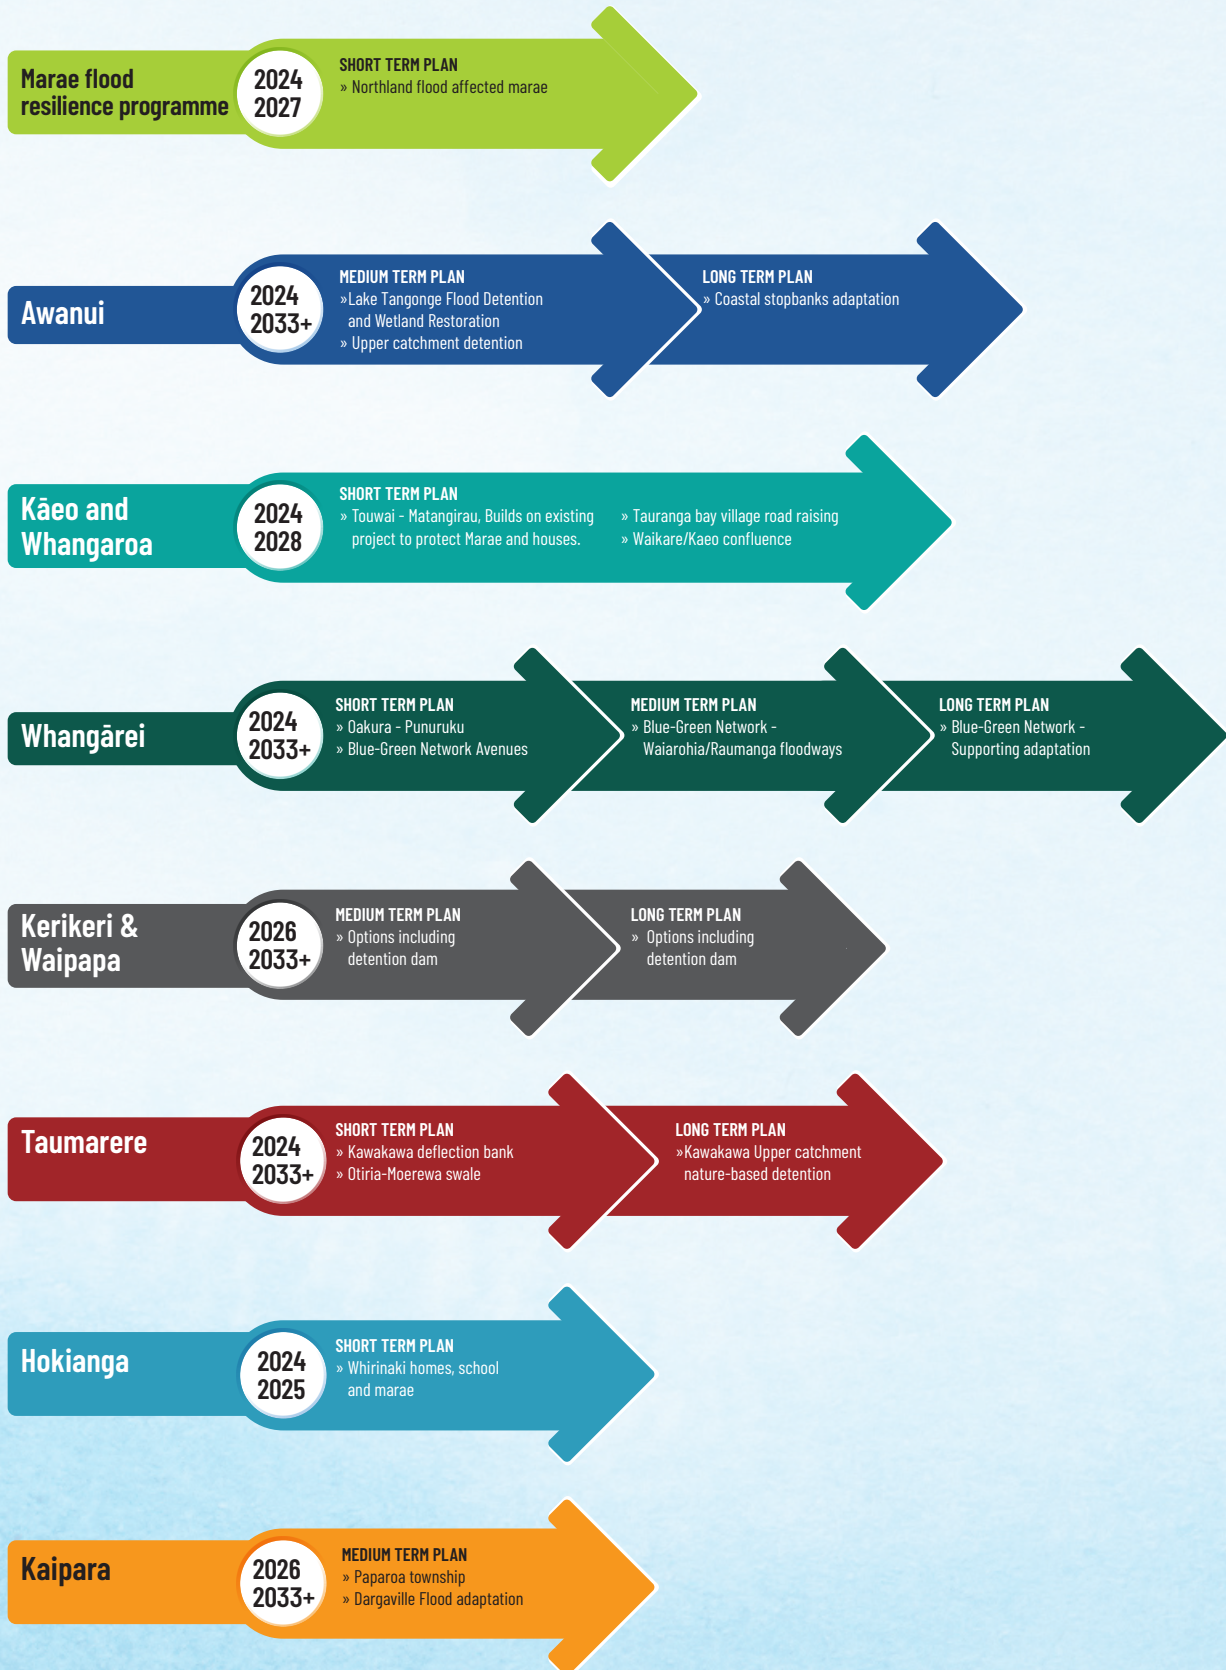 Marae flood
resilience programme
2024
2027
SHORT TERM PLAN
» Northland flood affected marae
Awanui
2024
2033+
MEDIUM TERM PLAN
»Lake Tangonge Flood Detention
and Wetland Restoration
» Upper catchment detention
LONG TERM PLAN
» Coastal stopbanks adaptation
Kāeo and
Whangaroa
2024
2028
SHORT TERM PLAN
» Touwai - Matangirau, Builds on existing
project to protect Marae and houses.
» Tauranga bay village road raising
» Waikare/Kaeo confluence
Whangārei
2024
2033+
SHORT TERM PLAN
» Oakura - Punuruku
» Blue-Green Network Avenues
MEDIUM TERM PLAN
» Blue-Green Network -
Waiarohia/Raumanga floodways
LONG TERM PLAN
» Blue-Green Network -
Supporting adaptation
Kerikeri &
Waipapa
2026
2033+
MEDIUM TERM PLAN
» Options including
detention dam
LONG TERM PLAN
» Options including
detention dam
Taumarere
2024
2033+
SHORT TERM PLAN
» Kawakawa deflection bank
» Otiria-Moerewa swale
LONG TERM PLAN
»Kawakawa Upper catchment
nature-based detention
Hokianga
2024
2025
SHORT TERM PLAN
» Whirinaki homes, school
and marae
Kaipara
2026
2033+
MEDIUM TERM PLAN
» Paparoa township
» Dargaville Flood adaptation